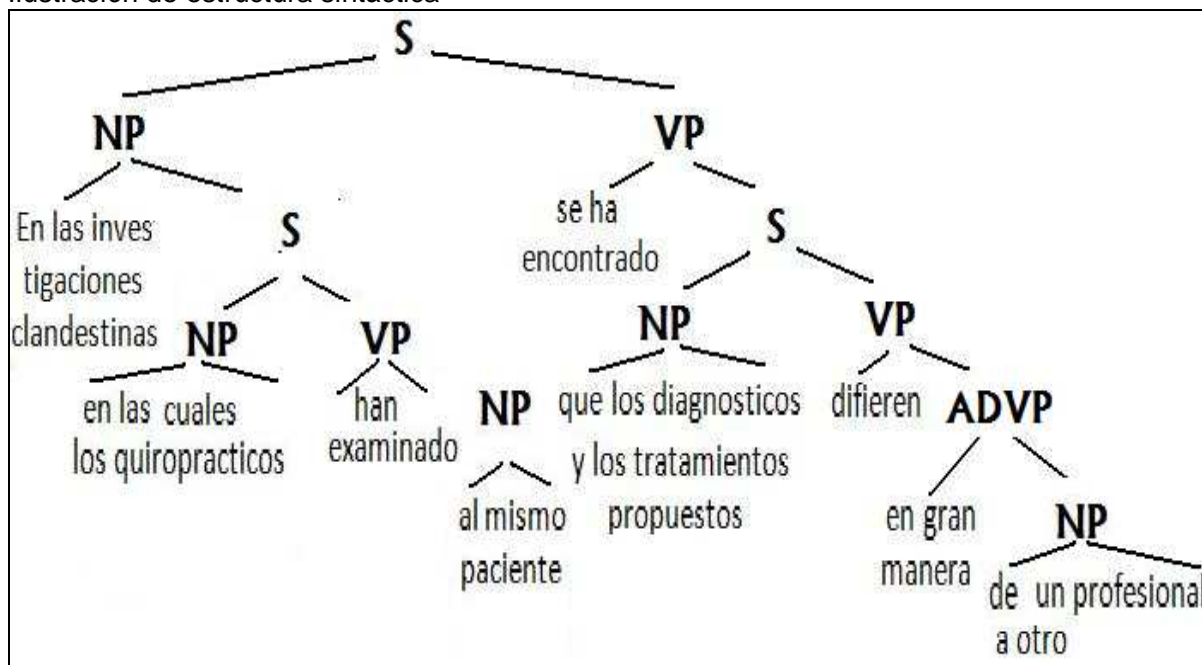 Ilustración de estructura sintáctica
S
NP
VP
En las inves
tigaciones
clandestinas
S
se ha
encontrado
S
NP
VP
NP
VP
en las cuales
los quiropracticos
han
examinado
NP
al mismo
paciente
que los diagnosticos
y los tratamientos
propuestos
difieren
ADVP
en gran
manera
NP
de un profesional
a otro